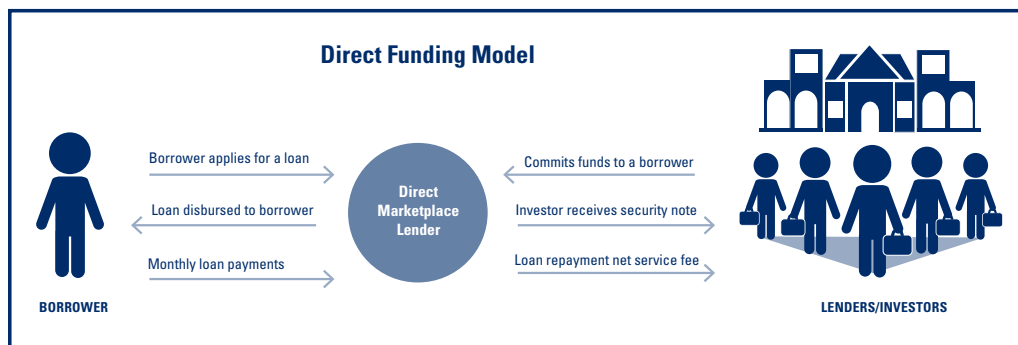 Direct Funding Model
Borrower applies for a loan
Loan disbursed to borrower
Monthly loan payments
BORROWER
Direct
Marketplace
Lender
Commits funds to a borrower
Investor receives security note
Loan repayment net service fee
LENDERS/INVESTORS